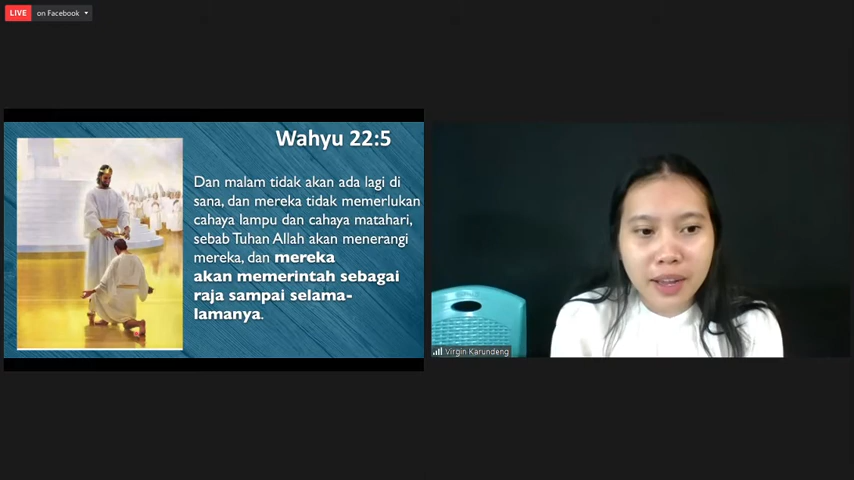 LIVE on Facebook
Wahyu 22:5
Dan malam tidak akan ada lagi di
sana, dan mereka tidak memerlukan
cahaya lampu dan cahaya matahari,
sebab Tuhan Allah akan menerangi
mereka, dan mereka
akan memerintah sebagai
raja sampai selama-
lamanya.
Virgin Karundeng